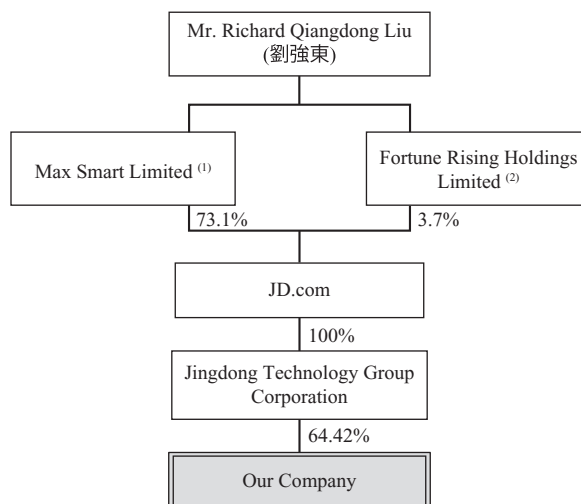 Mr. Richard Qiangdong Liu
(劉強東)
Max Smart Limited (1)
Fortune Rising Holdings
Limited (2)
73.1%
3.7%
JD.com
100%
Jingdong Technology Group
Corporation
64.42%
Our Company